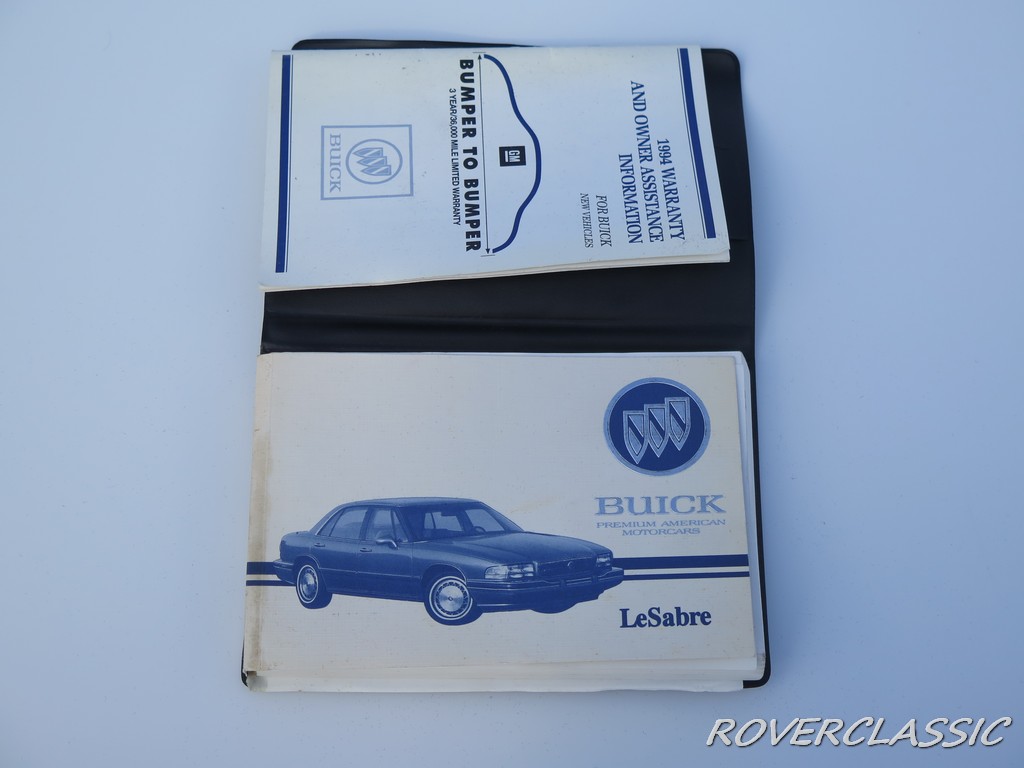 1994 WARRANTY
AND OWNER ASSISTANCE
INFORMATION
FOR BUICK
NEW VEHICLES
GM
BUMPER TO BUMPER
3 YEAR/36,000 MILE LIMITED WARRANTY
BUICK
BUICK
PREMIUM AMERICAN
MOTORCARS
LeSabre
ROVERCLASSIC